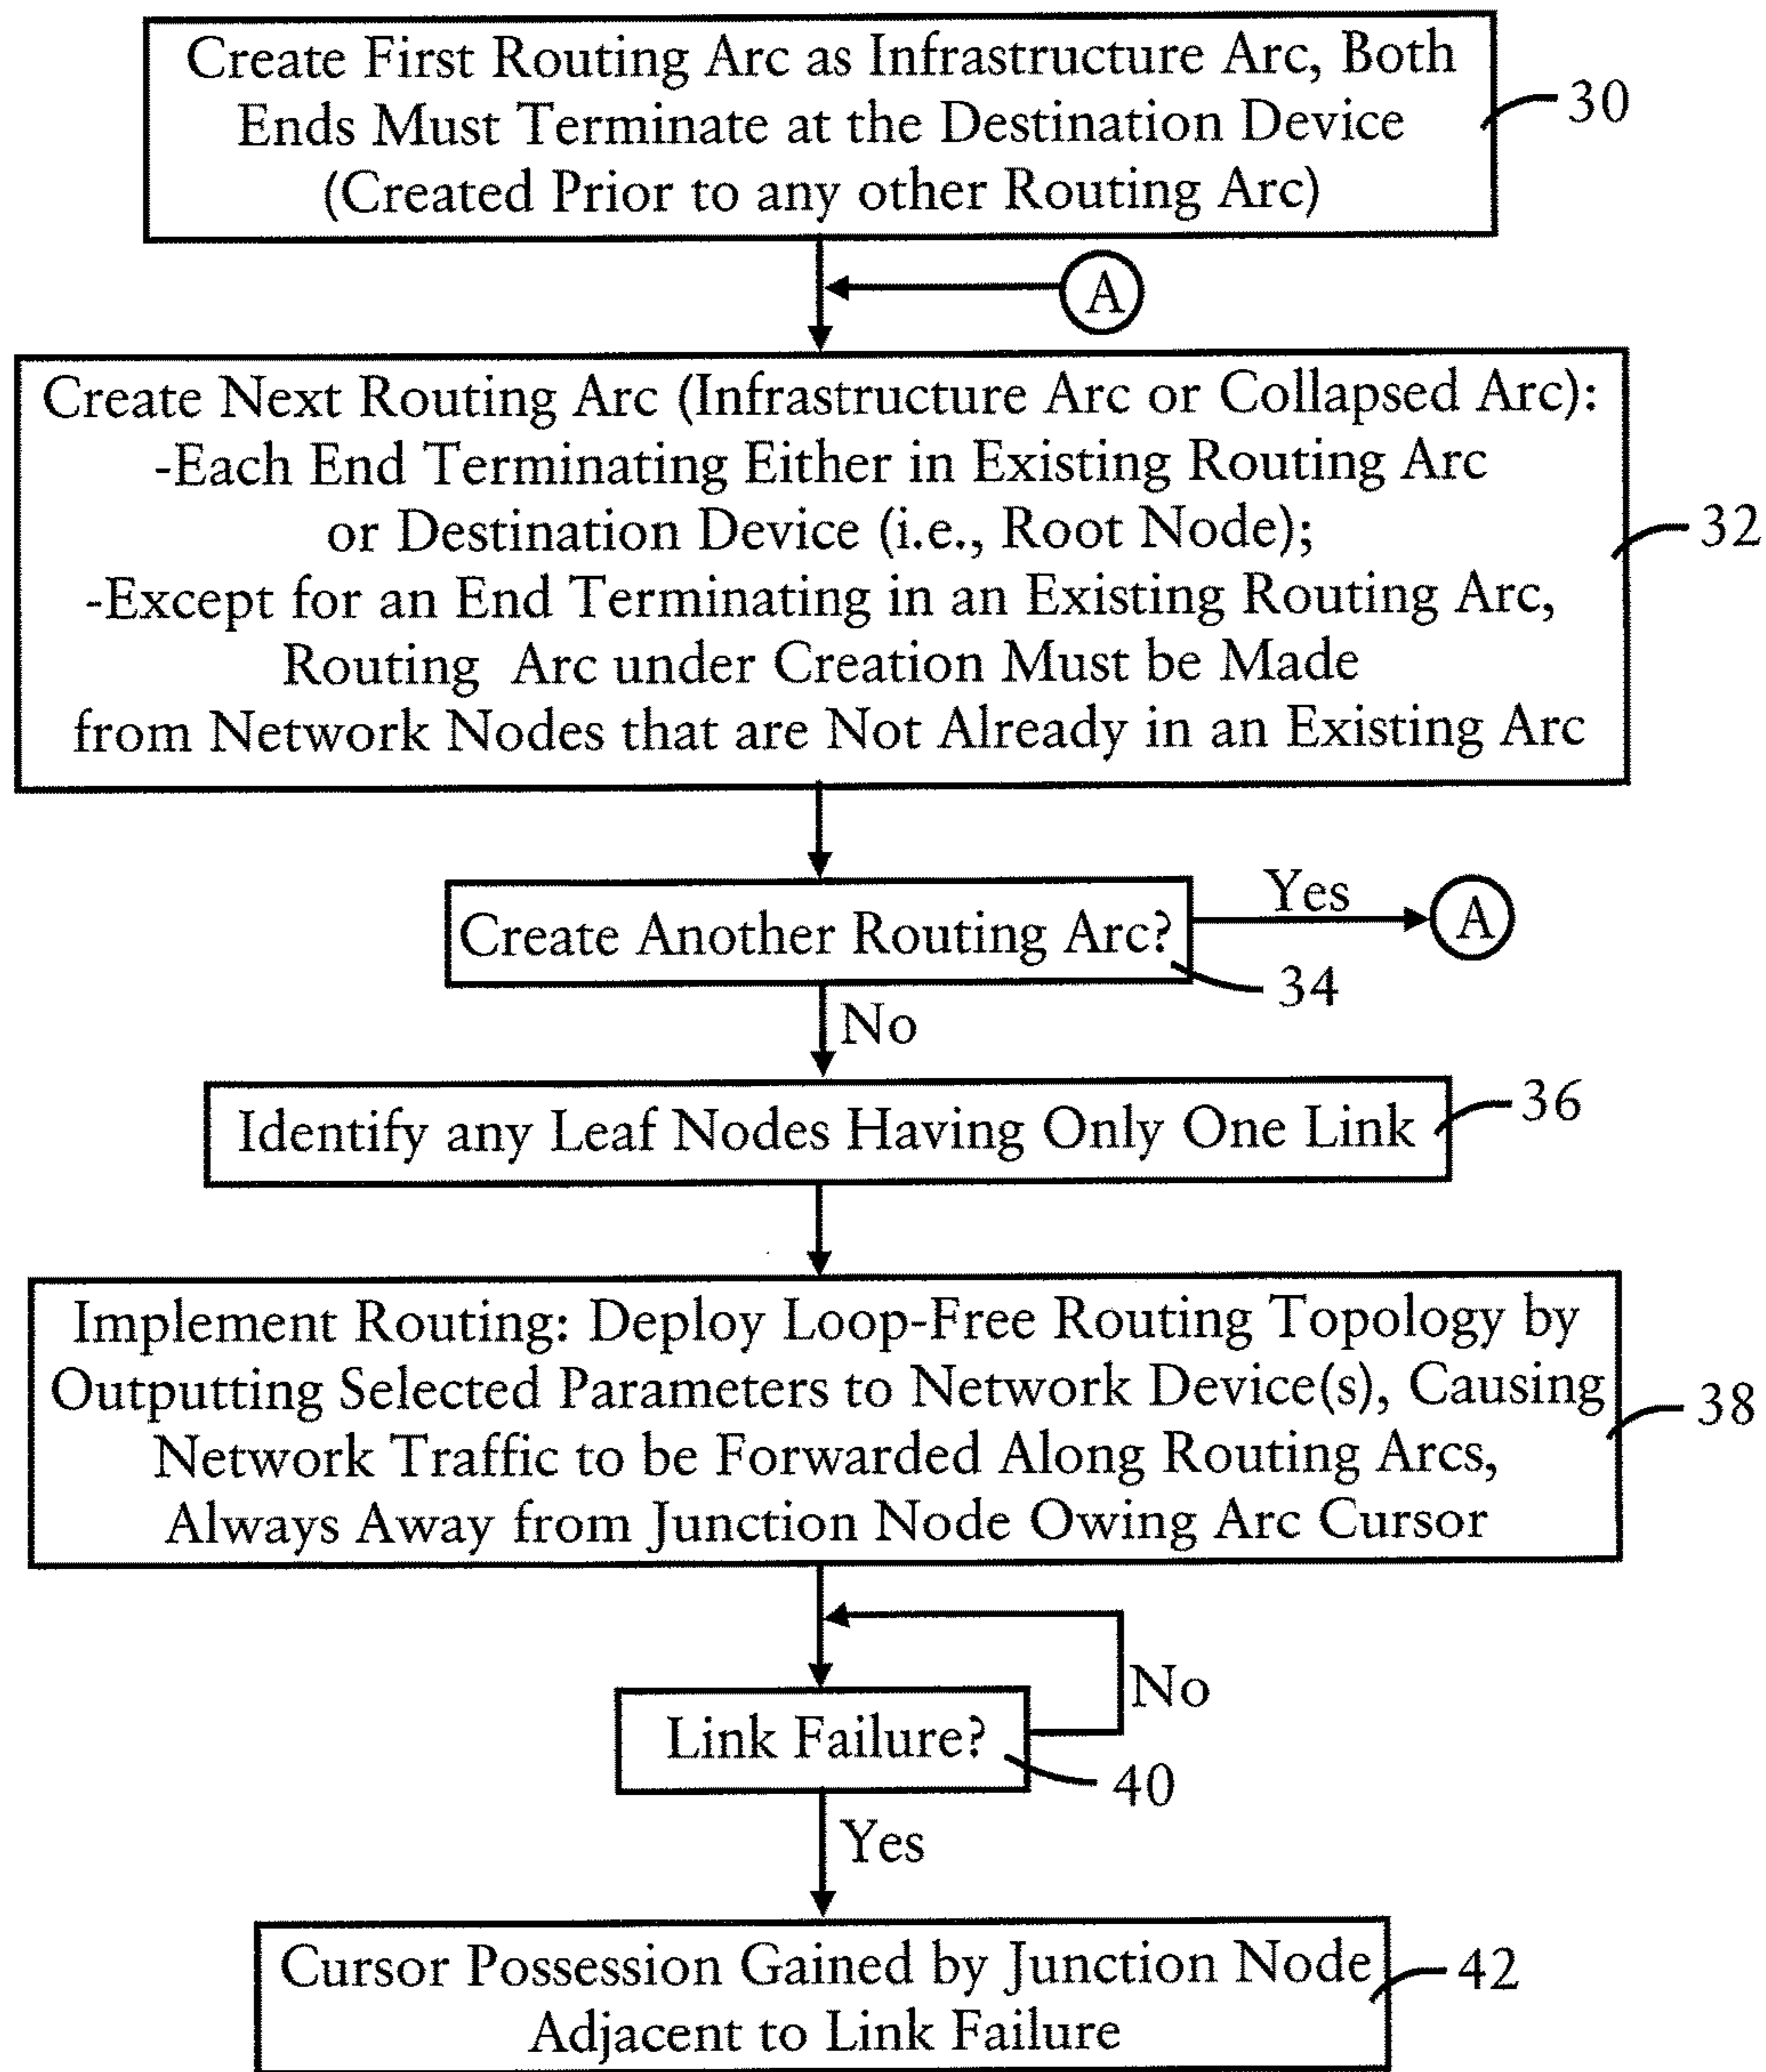 Create First Routing Arc as Infrastructure Arc, Both
Ends Must Terminate at the Destination Device
(Created Prior to any other Routing Arc)
30
A
Create Next Routing Arc (Infrastructure Arc or Collapsed Arc):
-Each End Terminating Either in Existing Routing Arc
or Destination Device (i.e., Root Node);
-Except for an End Terminating in an Existing Routing Arc,
Routing Arc under Creation Must be Made
from Network Nodes that are Not Already in an Existing Arc
32
Create Another Routing Arc?
Yes
A
34
No
Identify any Leaf Nodes Having Only One Link
36
Implement Routing: Deploy Loop-Free Routing Topology by
Outputting Selected Parameters to Network Device(s), Causing
Network Traffic to be Forwarded Along Routing Arcs,
Always Away from Junction Node Owing Arc Cursor
38
No
Link Failure?
40
Yes
Cursor Possession Gained by Junction Node
Adjacent to Link Failure
42